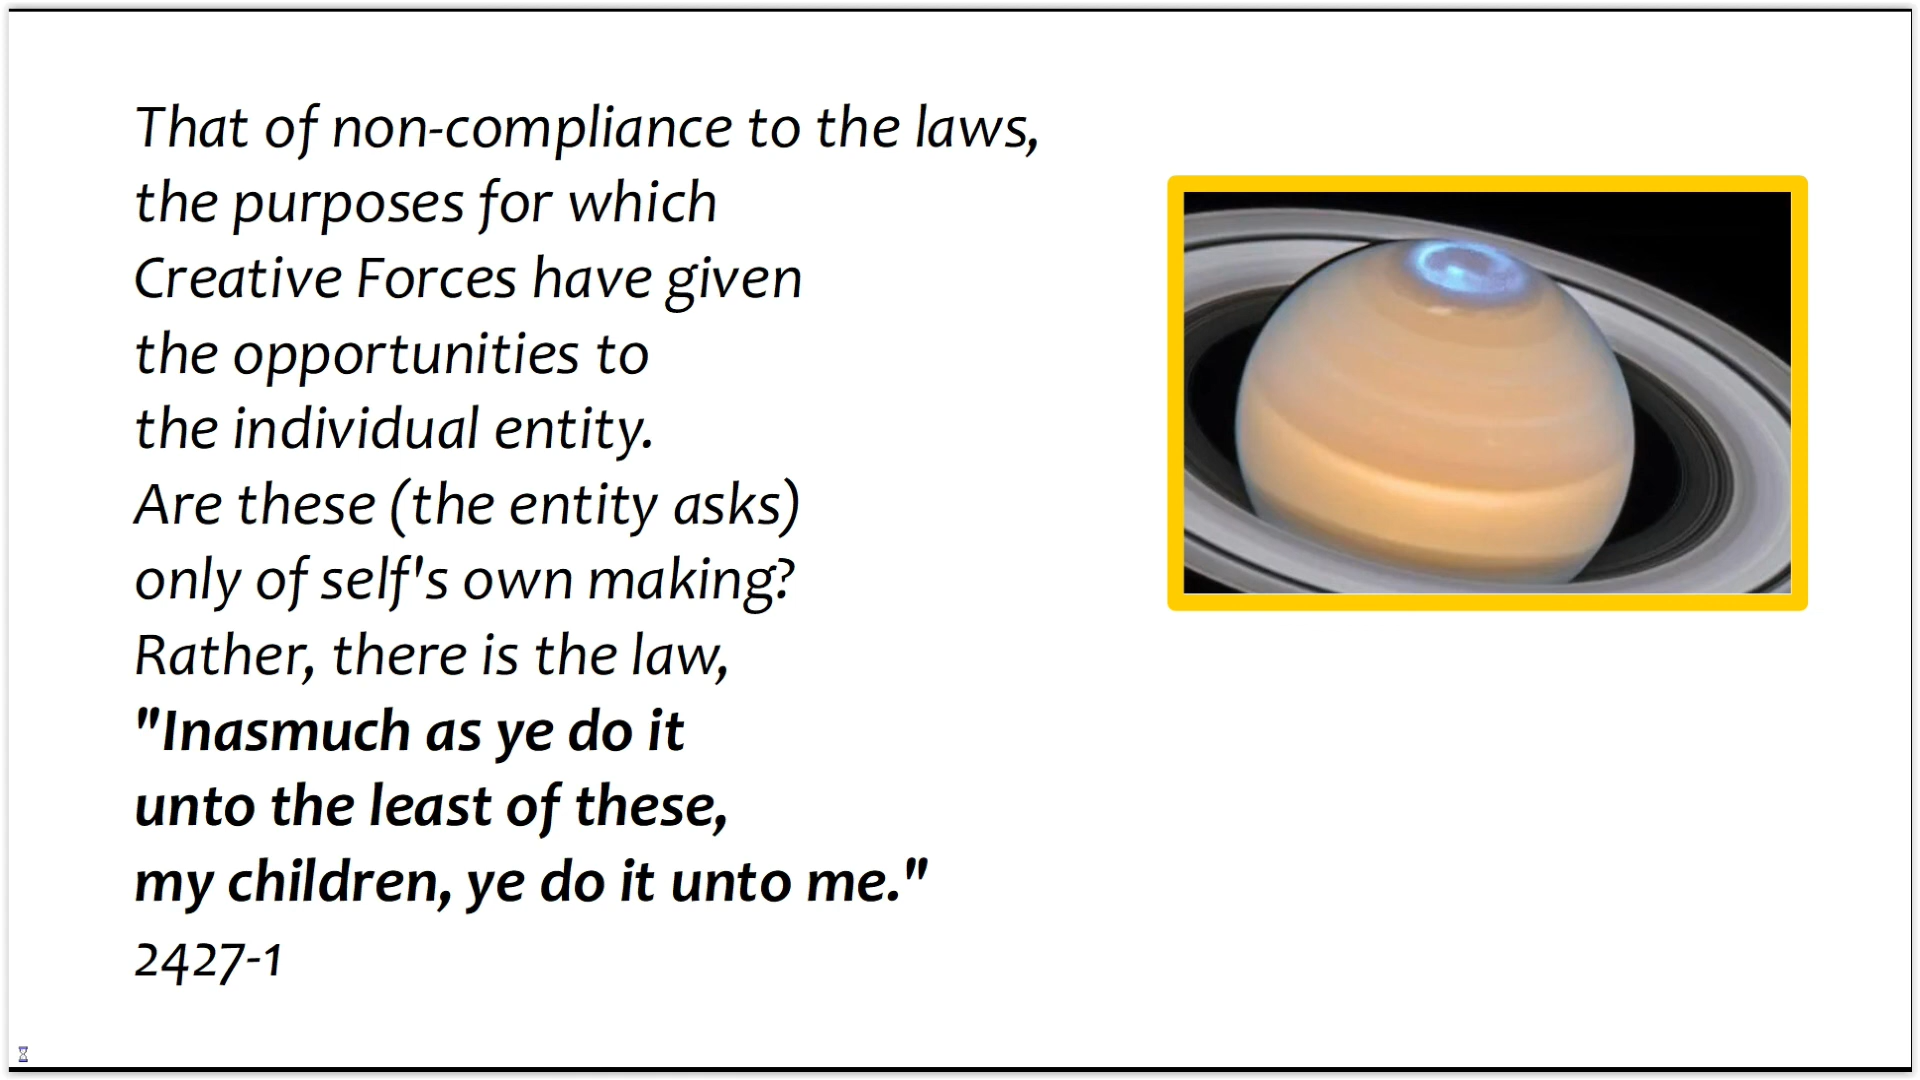 That of non-compliance to the laws,
the purposes for which
Creative Forces have given
the opportunities to
the individual entity.
Are these (the entity asks)
only of self's own making?
Rather, there is the law,
"Inasmuch as ye do it
unto the least of these,
my children, ye do it unto me."
2427-1